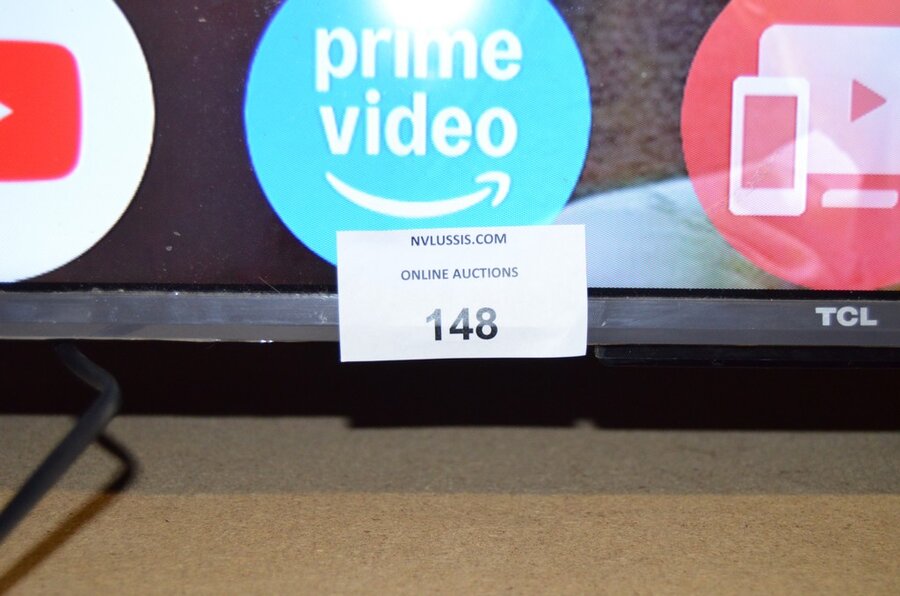 prime
video
NVLUSSIS.COM
ONLINE AUCTIONS
148
TCL